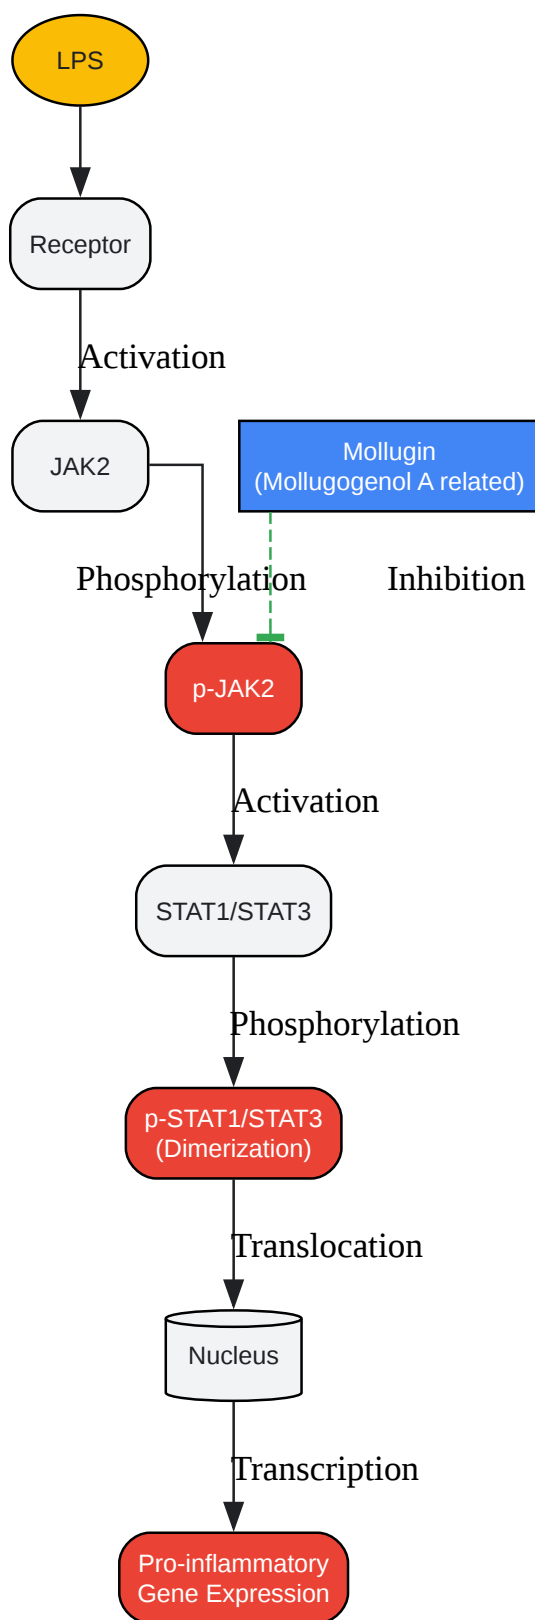 LPS
Receptor
Activation
JAK2
Mollugin
(Mollugogenol A related)
Phosphorylation
Inhibition
p-JAK2
Activation
STAT1/STAT3
Phosphorylation
p-STAT1/STAT3
(Dimerization)
Translocation
Nucleus
Transcription
Pro-inflammatory
Gene Expression